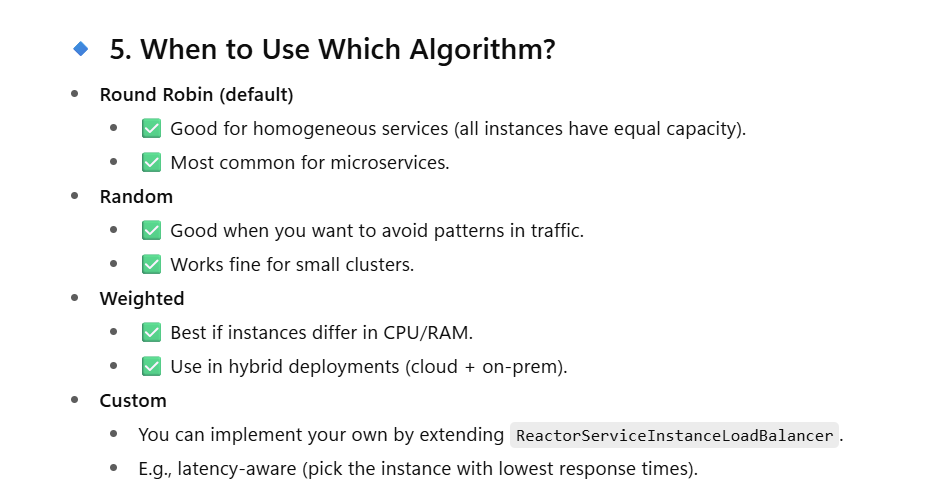 🔹 5. When to Use Which Algorithm?
• Round Robin (default)
• ✅ Good for homogeneous services (all instances have equal capacity).
• ✅ Most common for microservices.
• Random
• ✅ Good when you want to avoid patterns in traffic.
• ✅ Works fine for small clusters.
• Weighted
• ✅ Best if instances differ in CPU/RAM.
• ✅ Use in hybrid deployments (cloud + on-prem).
• Custom
• You can implement your own by extending ReactorServiceInstanceLoadBalancer.
• E.g., latency-aware (pick the instance with lowest response times).